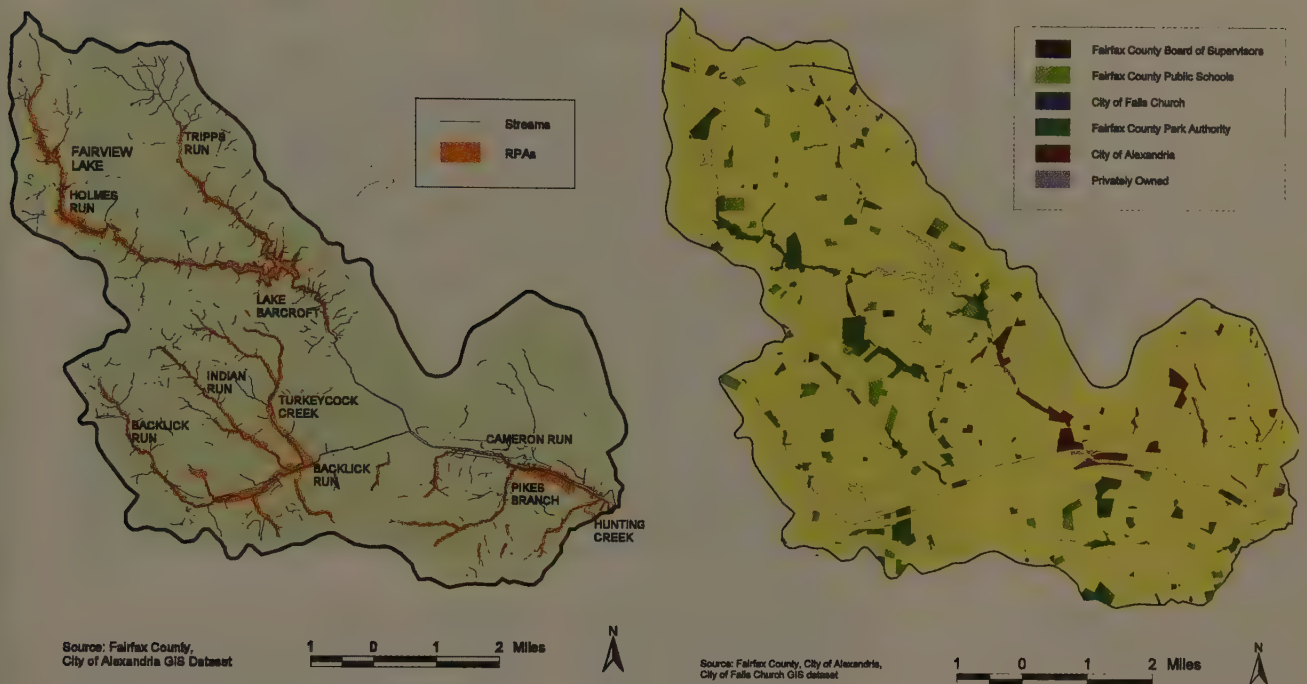 Streams
RPAs
TRIPPS
RUN
FAIRVIEW
LAKE
HOLMES
RUN
LAKE
BARCROFT
INDIAN
RUN
TURKEYCOCK
CREEK
BACKLICK
RUN
CAMERON RUN
BACKLICK
RUN
PIKES
BRANCH
HUNTING
CREEK
Source: Fairfax County,
City of Alexandria GIS Dataset
1 0 1 2 Miles
N
Fairfax County Board of Supervisors
Fairfax County Public Schools
City of Falls Church
Fairfax County Park Authority
City of Alexandria
Privately Owned
Source: Fairfax County, City of Alexandria,
City of Falls Church GIS dataset
1 0 1 2 Miles
N